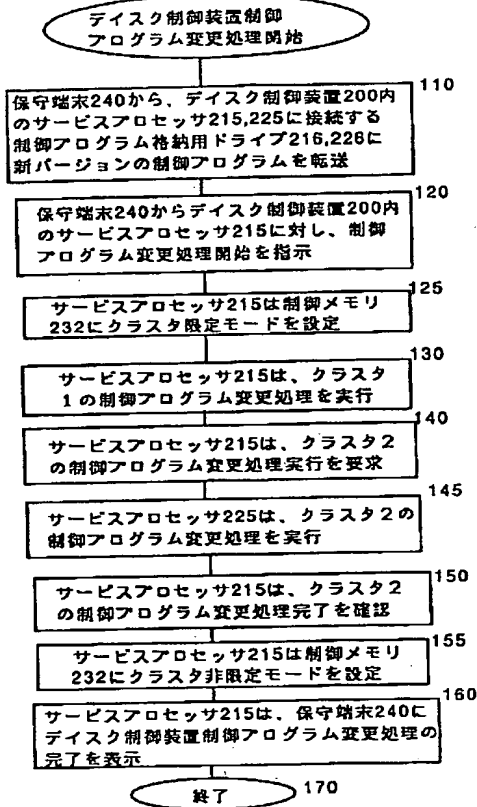 ディスク制御装置制御
プログラム変更処理開始
110
保守端末240から、ディスク制御装置200内
のサービスプロセッサ215,225に接続する
制御プログラム格納用ドライブ216,226に
新バージョンの制御プログラムを転送
120
保守端末240からディスク制御装置200内
のサービスプロセッサ215に対し、制御
プログラム変更処理開始を指示
125
サービスプロセッサ215は制御メモリ
232にクラスタ限定モードを設定
130
サービスプロセッサ215は、クラスタ
1の制御プログラム変更処理を実行
140
サービスプロセッサ215は、クラスタ2
の制御プログラム変更処理実行を要求
145
サービスプロセッサ225は、クラスタ2の
制御プログラム変更処理を実行
150
サービスプロセッサ215は、クラスタ2
の制御プログラム変更処理完了を確認
155
サービスプロセッサ215は制御メモリ
232にクラスタ非限定モードを設定
160
サービスプロセッサ215は、保守端末240に
ディスク制御装置制御プログラム変更処理の
完了を表示
終了
170